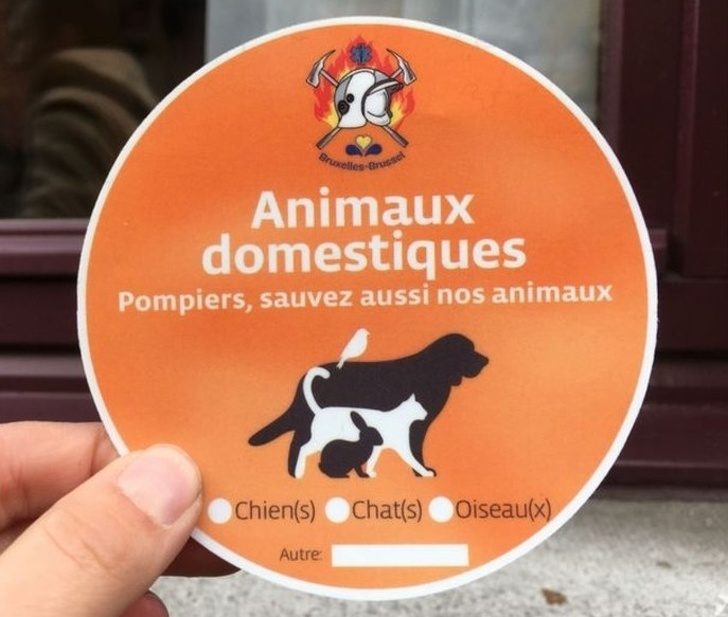 Bruxelles-Brussel
Animaux
domestiques
Pompiers, sauvez aussi nos animaux
Chien(s) Chat(s) Oiseau(x)
Autre: